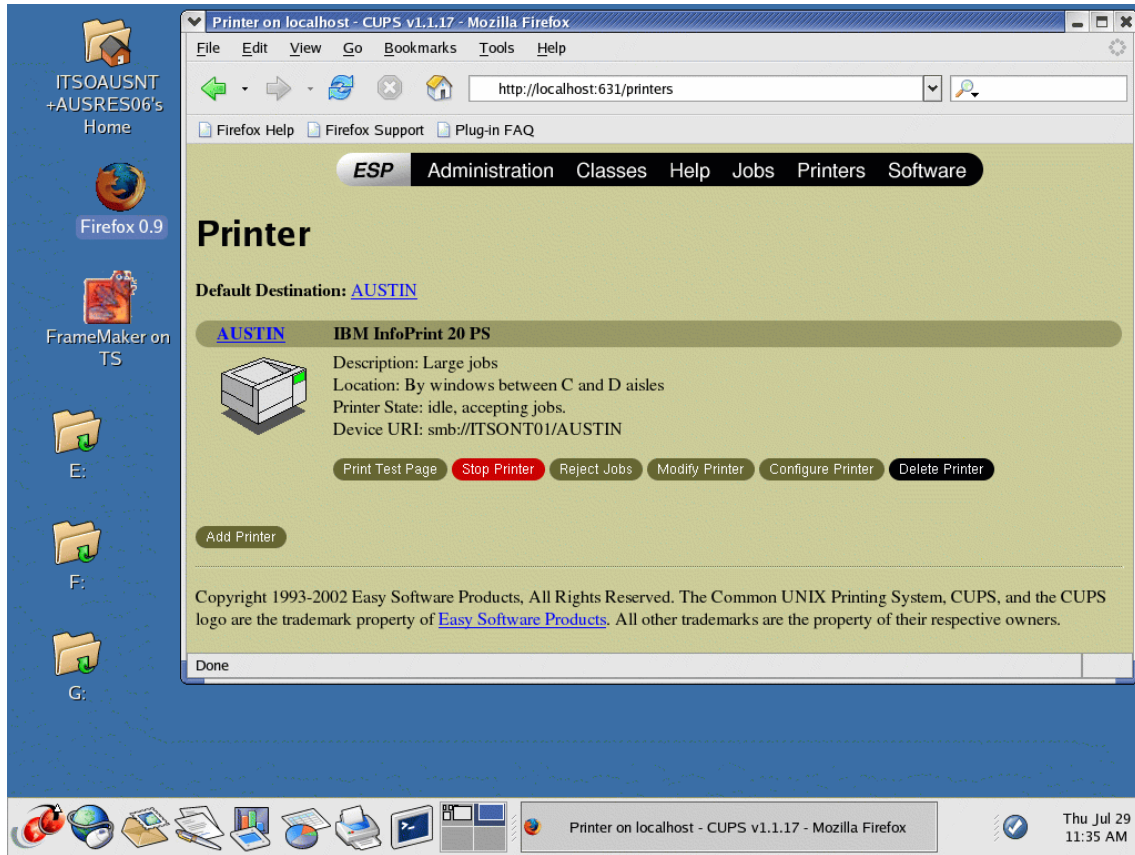 ITSOAUSNT
+AUSRES06's
Home
Firefox 0.9
FrameMaker on
TS
E:
F:
G:
Printer on localhost - CUPS v1.1.17 - Mozilla Firefox
File Edit View Go Bookmarks Tools Help
http://localhost:631/printers
Firefox Help Firefox Support Plug-in FAQ
ESP Administration Classes Help Jobs Printers Software
Printer
Default Destination: AUSTIN
AUSTIN IBM InfoPrint 20 PS
Description: Large jobs
Location: By windows between C and D aisles
Printer State: idle, accepting jobs.
Device URI: smb://ITSONT01/AUSTIN
Print Test Page Stop Printer Reject Jobs Modify Printer Configure Printer Delete Printer
Add Printer
Copyright 1993-2002 Easy Software Products, All Rights Reserved. The Common UNIX Printing System, CUPS, and the CUPS
logo are the trademark property of Easy Software Products. All other trademarks are the property of their respective owners.
Done
Printer on localhost - CUPS v1.1.17 - Mozilla Firefox
Thu Jul 29
11:35 AM